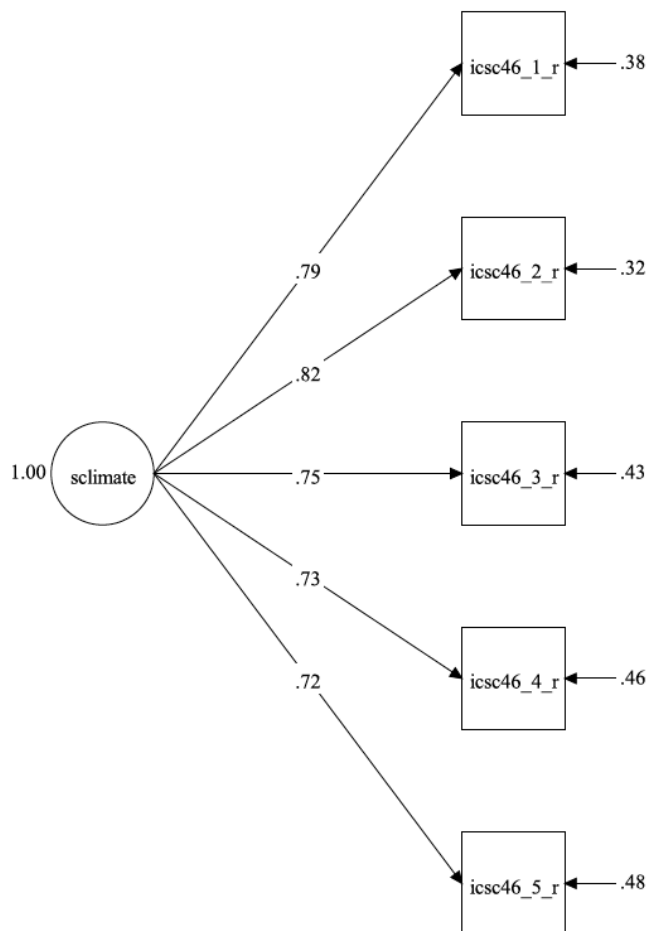 icsc46_1_r
.38
.79
icsc46_2_r
.32
.82
1.00
sclimate
.75
icsc46_3_r
.43
.73
icsc46_4_r
.46
.72
icsc46_5_r
.48